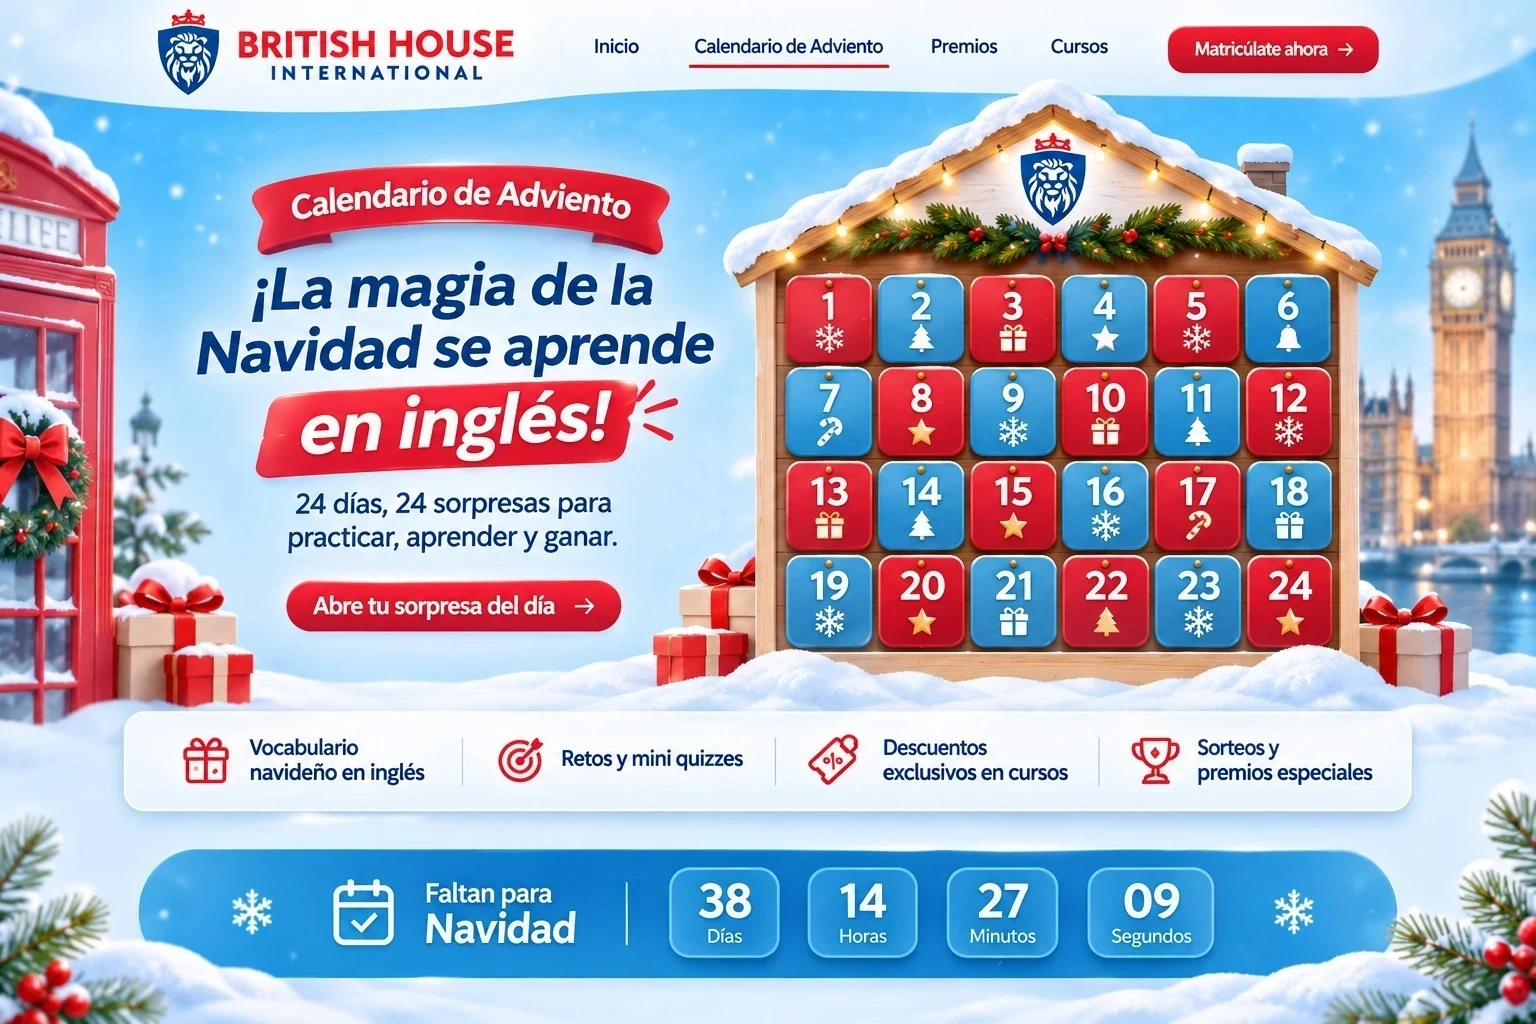 BRITISH HOUSE
INTERNATIONAL
Inicio
Calendario de Adviento
Premios
Cursos
Matricúlate ahora →
Calendario de Adviento
¡La magia de la
Navidad se aprende
en inglés!
24 días, 24 sorpresas para
practicar, aprender y ganar.
Abre tu sorpresa del día →
1 2 3 4 5 6
7 8 9 10 11 12
13 14 15 16 17 18
19 20 21 22 23 24
Vocabulario
navideño en inglés
Retos y mini quizzes
%
Descuentos
exclusivos en cursos
Sorteos y
premios especiales
Faltan para
Navidad
38
Días
14
Horas
27
Minutos
09
Segundos